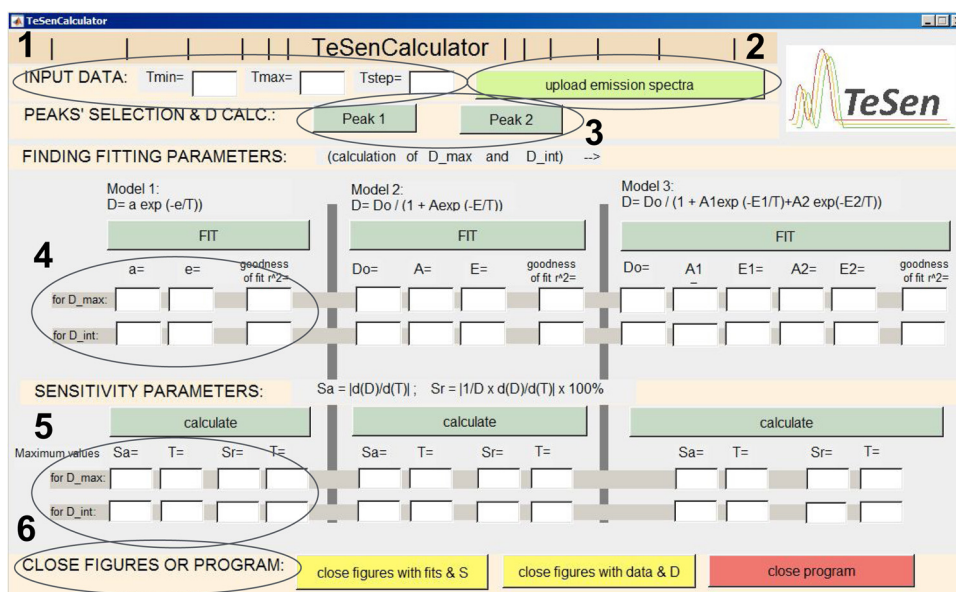 TeSenCalculator
1
TeSenCalculator
2
INPUT DATA: Tmin= Tmax= Tstep= upload emission spectra
TeSen
PEAKS' SELECTION & D CALC.: Peak 1 Peak 2
3
FINDING FITTING PARAMETERS: (calculation of D_max and D_int) -->
Model 1: Model 2: Model 3:
D= a exp (-e/T)) D= Do / (1 + Aexp (-E/T)) D= Do / (1 + A1exp (-E1/T)+A2 exp(-E2/T))
FIT FIT FIT
4
a= e= goodness of fit r^2= Do= A= E= goodness of fit r^2= Do= A1 = E1= A2= E2= goodness of fit r^2=
for D_max:
for D_int:
SENSITIVITY PARAMETERS: Sa = |d(D)/d(T)| ; Sr = |1/D x d(D)/d(T)| x 100%
5
calculate calculate calculate
Maximum values Sa= T= Sr= T= Sa= T= Sr= T= Sa= T= Sr= T=
for D_max:
for D_int:
6
CLOSE FIGURES OR PROGRAM: close figures with fits & S close figures with data & D close program